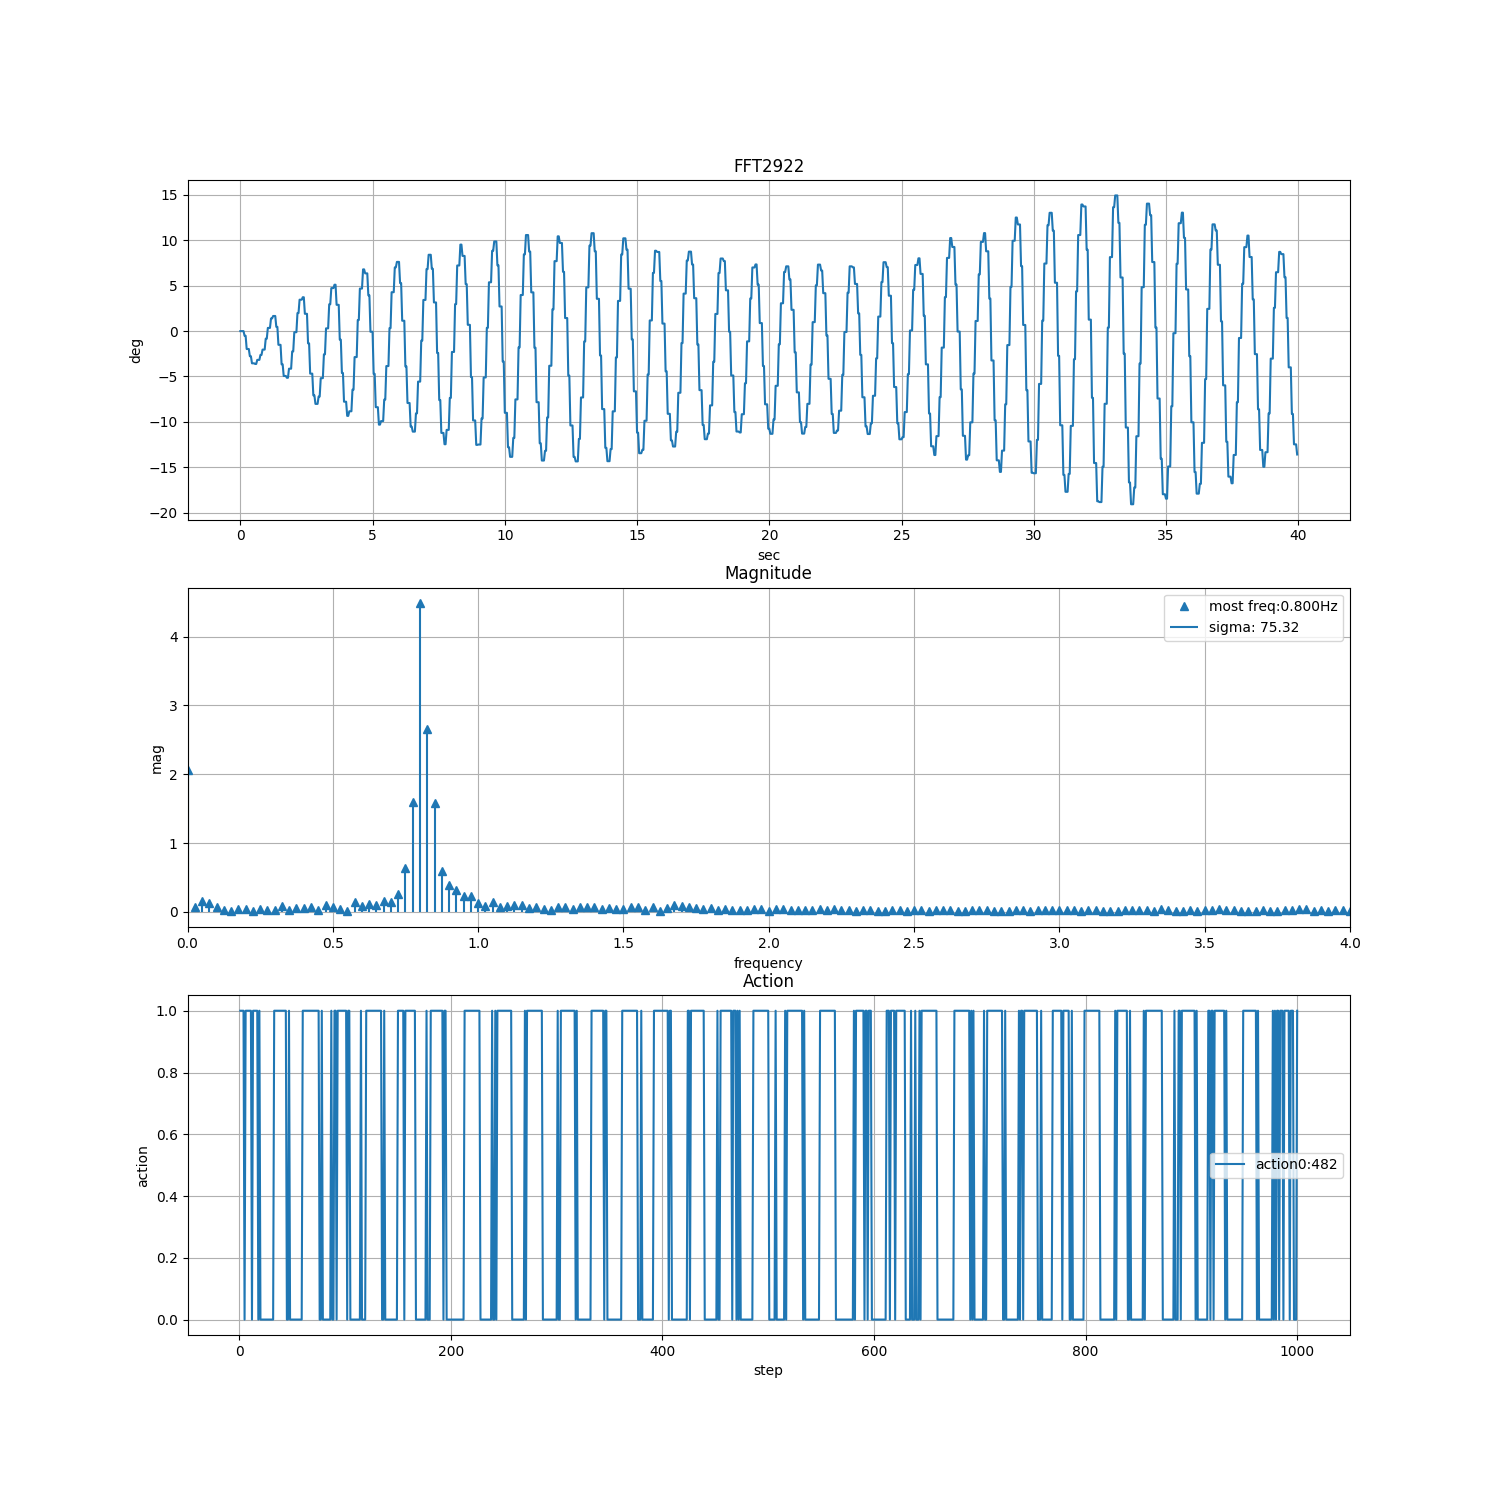 FFT2922
15
10
5
0
−5
−10
−15
−20
deg
0 5 10 15 20 25 30 35 40
sec
Magnitude
most freq:0.800Hz
sigma: 75.32
4
3
2
1
0
mag
0.0 0.5 1.0 1.5 2.0 2.5 3.0 3.5 4.0
frequency
Action
1.0
0.8
0.6
0.4
0.2
0.0
action
action0:482
0 200 400 600 800 1000
step